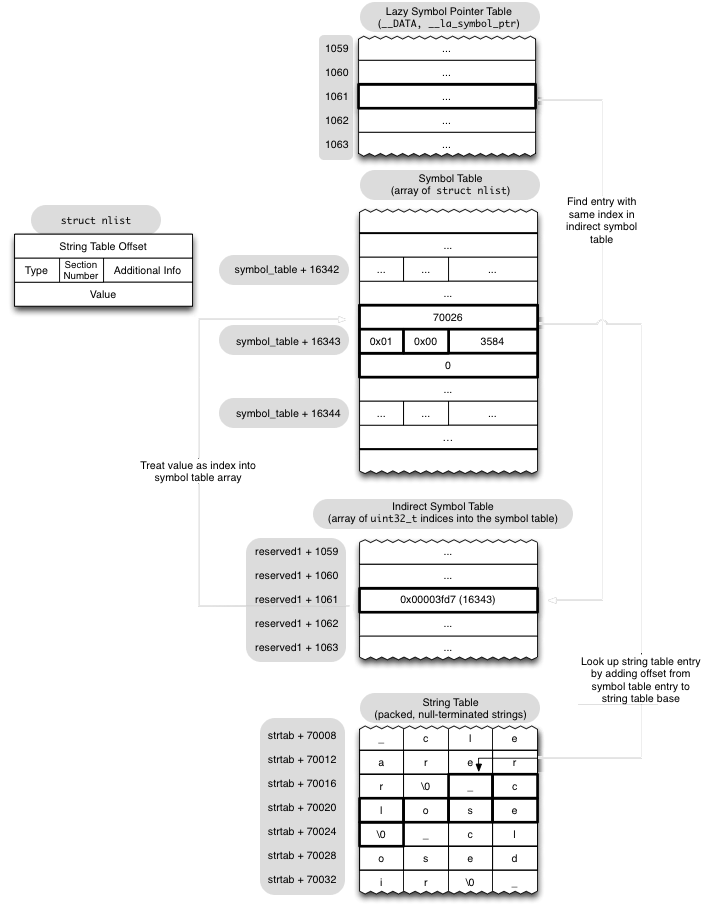 Lazy Symbol Pointer Table
(__DATA, __la_symbol_ptr)
1059 ...
1060 ...
1061 ...
1062 ...
1063 ...
Find entry with
same index in
indirect symbol
table
struct nlist
String Table Offset
Type Section Number Additional Info
Value
Symbol Table
(array of struct nlist)
...
symbol_table + 16342 ... ... ...
...
70026
symbol_table + 16343 0x01 0x00 3584
0
...
symbol_table + 16344 ... ... ...
...
Treat value as index into
symbol table array
Indirect Symbol Table
(array of uint32_t indices into the symbol table)
reserved1 + 1059 ...
reserved1 + 1060 ...
reserved1 + 1061 0x00003fd7 (16343)
reserved1 + 1062 ...
reserved1 + 1063 ...
Look up string table entry
by adding offset from
symbol table entry to
string table base
String Table
(packed, null-terminated strings)
strtab + 70008 _ c l e
strtab + 70012 a r e r
strtab + 70016 r \0 _ c
strtab + 70020 l o s e
strtab + 70024 \0 _ c l
strtab + 70028 o s e d
strtab + 70032 i r \0 _